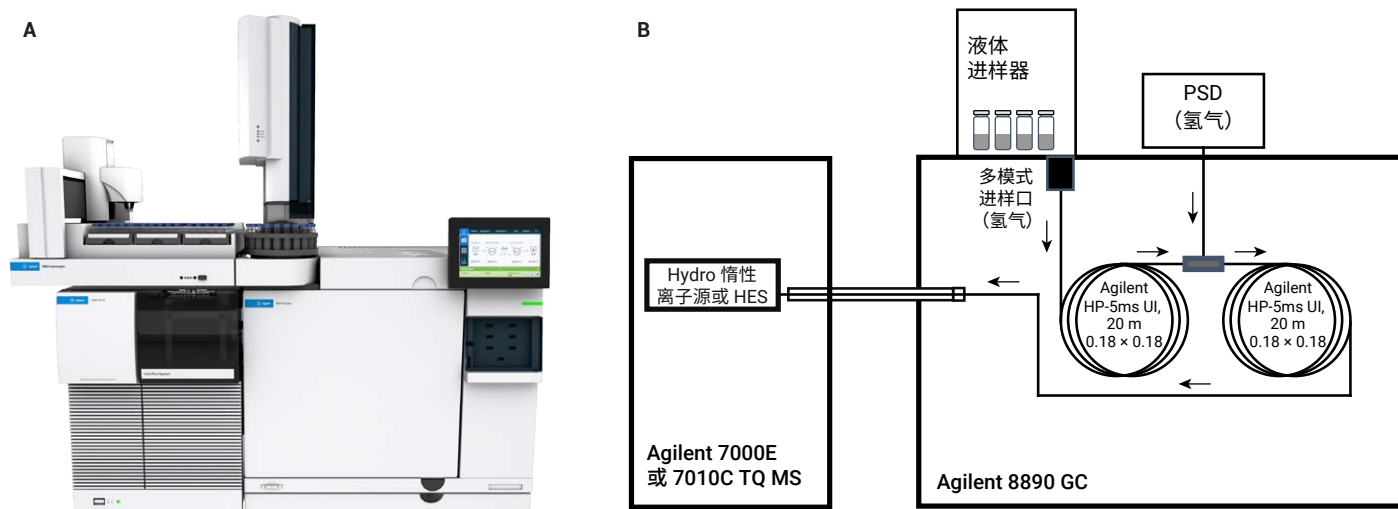 A
Agilent
B
液体
进样器
PSD
（氢气）
多模式
进样口
（氢气）
Hydro 惰性
离子源或 HES
Agilent
HP-5ms UI,
20 m
0.18 × 0.18
Agilent
HP-5ms UI,
20 m
0.18 × 0.18
Agilent 7000E
或 7010C TQ MS
Agilent 8890 GC